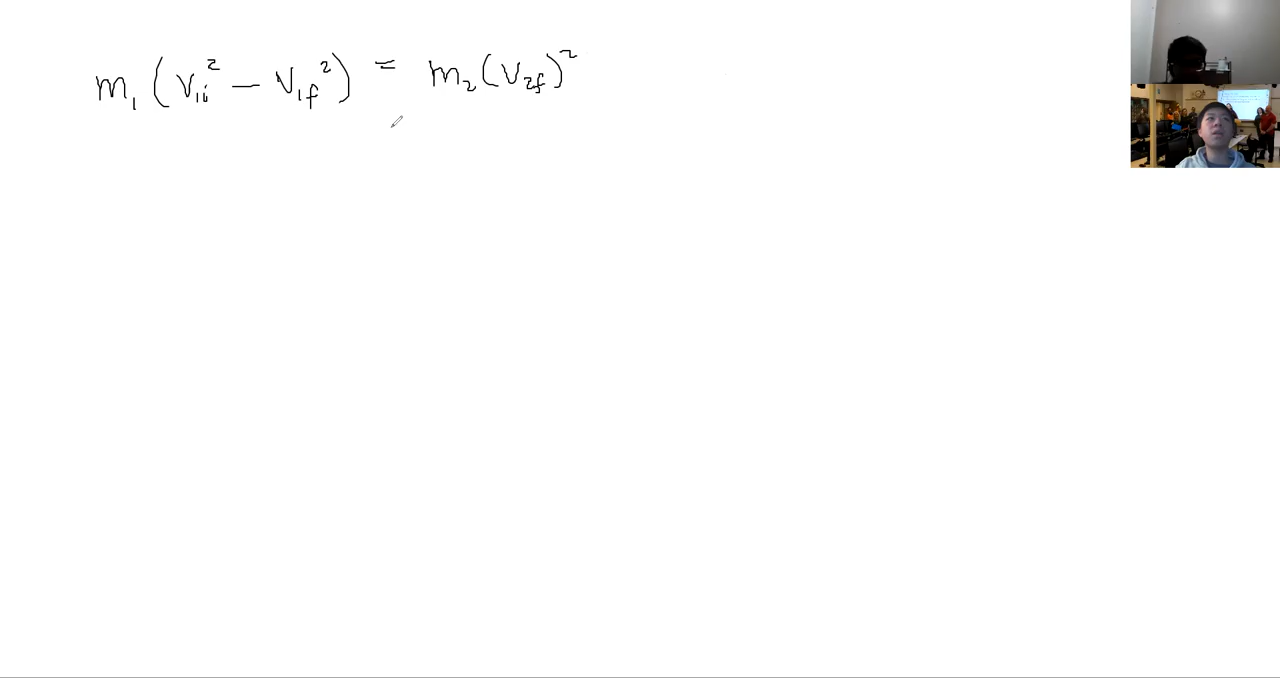 m₁(v₁ᵢ² − v₁f²) = m₂(v₂f)²